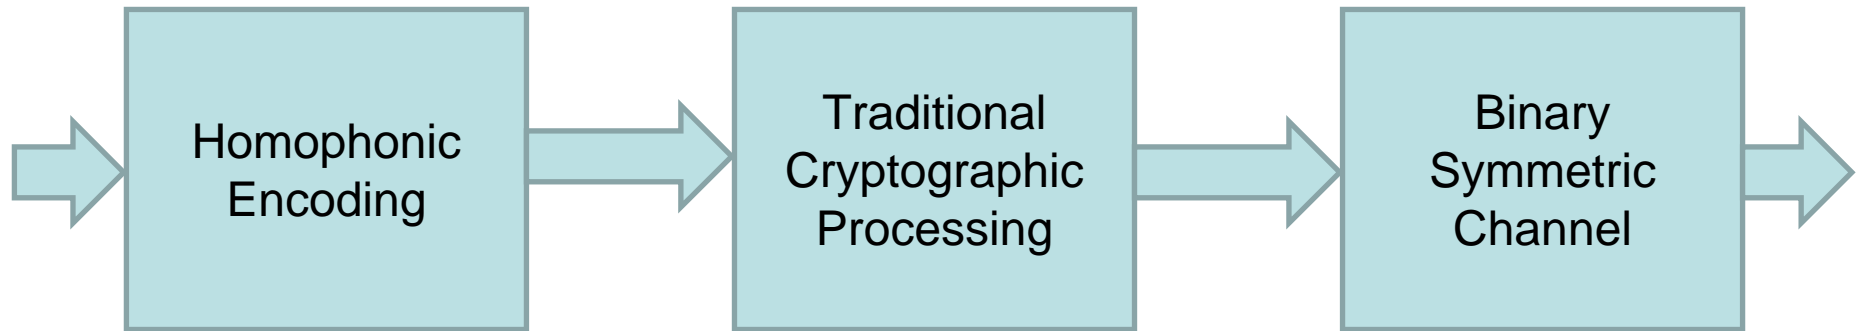 Homophonic
Encoding
Traditional
Cryptographic
Processing
Binary
Symmetric
Channel